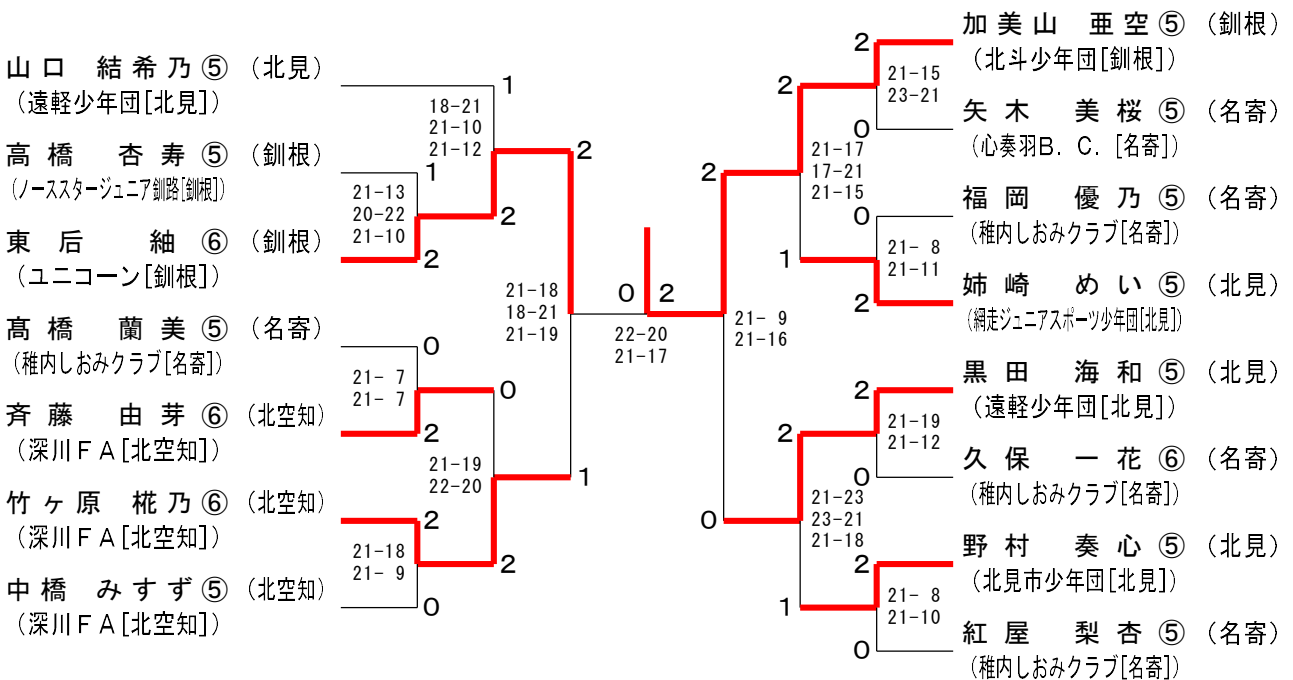 山口 結希乃⑤ (北見)
(遠軽少年団[北見])
1
18-21
21-10
21-12
高橋 杏寿⑤ (釧根)
(ノーススタージュニア釧路[釧根])
1
21-13
20-22
21-10
2
2
東后 紬⑥ (釧根)
(ユニコーン[釧根])
2
21-18
18-21
21-19
髙橋 蘭美⑤ (名寄)
(稚内しおみクラブ[名寄])
0
21- 7
21- 7
0
斉藤 由芽⑥ (北空知)
(深川FA[北空知])
2
21-19
22-20
1
竹ヶ原 椛乃⑥ (北空知)
(深川FA[北空知])
2
21-18
21- 9
2
中橋 みすず⑤ (北空知)
(深川FA[北空知])
0
0 2
22-20
21-17
加美山 亜空⑤ (釧根)
(北斗少年団[釧根])
2
21-15
23-21
2
矢木 美桜⑤ (名寄)
(心奏羽B.C.[名寄])
0
21-17
17-21
21-15
2
福岡 優乃⑤ (名寄)
(稚内しおみクラブ[名寄])
0
21- 8
21-11
1
姉崎 めい⑤ (北見)
(網走ジュニアスポーツ少年団[北見])
2
21- 9
21-16
黒田 海和⑤ (北見)
(遠軽少年団[北見])
2
21-19
21-12
2
久保 一花⑥ (名寄)
(稚内しおみクラブ[名寄])
0
21-23
23-21
21-18
0
野村 奏心⑤ (北見)
(北見市少年団[北見])
2
21- 8
21-10
1
紅屋 梨杏⑤ (名寄)
(稚内しおみクラブ[名寄])
0